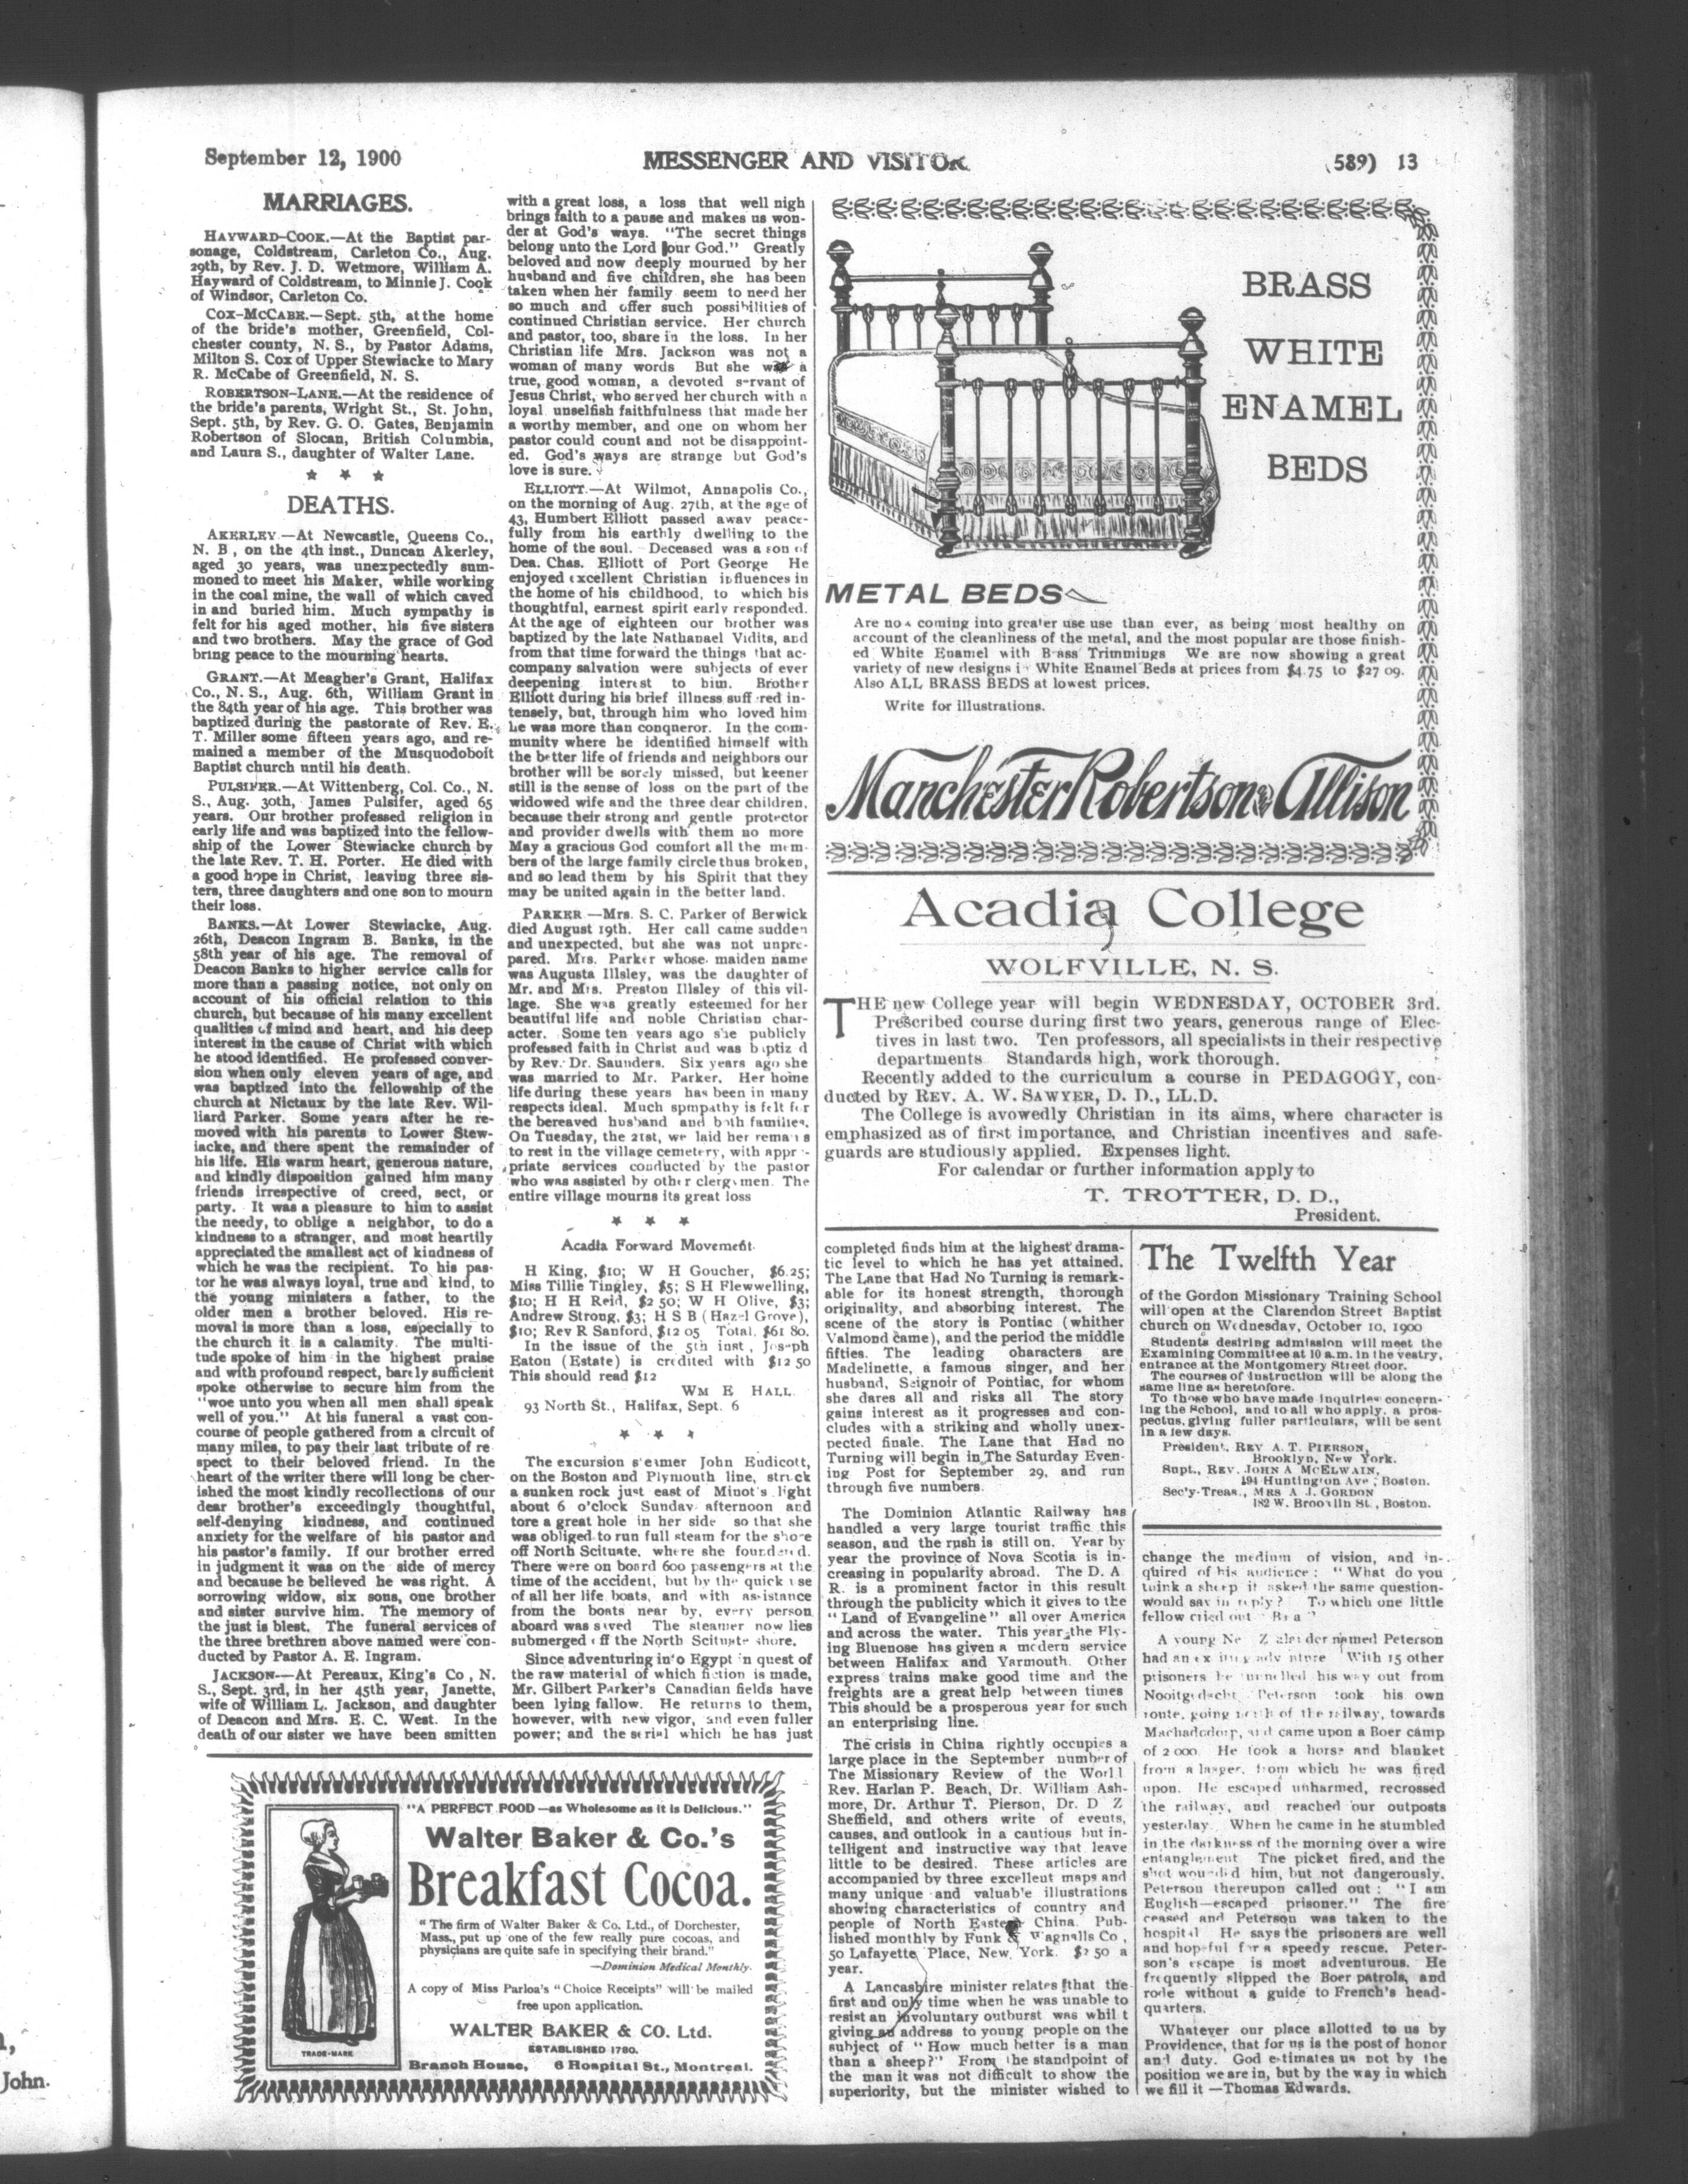 September 12, 1900
MESSENGER AND VISITOR
(589) 13
MARRIAGES.
HAYWARD-COOK.—At the Baptist par-
sonage, Coldstream, Carleton Co., Aug.
29th, by Rev. J. D. Wetmore, William A.
Hayward of Coldstream, to Minnie J. Cook
of Windsor, Carleton Co.
COX-MCCABE.—Sept. 5th, at the home
of the bride's mother, Greenfield, Col-
chester county, N. S., by Pastor Adams,
Milton S. Cox of Upper Stewiacke to Mary
R. McCabe of Greenfield, N. S.
ROBERTSON-LANE.—At the residence of
the bride's parents, Wright St., St. John,
Sept. 5th, by Rev. G. O. Gates, Benjamin
Robertson of Slocan, British Columbia,
and Laura S., daughter of Walter Lane.
* * *
DEATHS.
AKERLEY —At Newcastle, Queens Co.,
N. B , on the 4th inst., Duncan Akerley,
aged 30 years, was unexpectedly sum-
moned to meet his Maker, while working
in the coal mine, the wall of which caved
in and buried him. Much sympathy is
felt for his aged mother, his five sisters
and two brothers. May the grace of God
bring peace to the mourning hearts.
GRANT.—At Meagher's Grant, Halifax
Co., N. S., Aug. 6th, William Grant in
the 84th year of his age. This brother was
baptized during the pastorate of Rev. E.
T. Miller some fifteen years ago, and re-
mained a member of the Musquodoboit
Baptist church until his death.
PULSIFER.—At Wittenberg, Col. Co., N.
S., Aug. 30th, James Pulsifer, aged 65
years. Our brother professed religion in
early life and was baptized into the fellow-
ship of the Lower Stewiacke church by
the late Rev. T. H. Porter. He died with
a good hope in Christ, leaving three sis-
ters, three daughters and one son to mourn
their loss.
BANKS.—At Lower Stewiacke, Aug.
26th, Deacon Ingram B. Banks, in the
58th year of his age. The removal of
Deacon Banks to higher service calls for
more than a passing notice, not only on
account of his official relation to this
church, but because of his many excellent
qualities of mind and heart, and his deep
interest in the cause of Christ with which
he stood identified. He professed conver-
sion when only eleven years of age, and
was baptized into the fellowship of the
church at Nictaux by the late Rev. Wil-
liard Parker. Some years after he re-
moved with his parents to Lower Stew-
iacke, and there spent the remainder of
his life. His warm heart, generous nature,
and kindly disposition gained him many
friends irrespective of creed, sect, or
party. It was a pleasure to him to assist
the needy, to oblige a neighbor, to do a
kindness to a stranger, and most heartily
appreciated the smallest act of kindness of
which he was the recipient. To his pas-
tor he was always loyal, true and kind, to
the young ministers a father, to the
older men a brother beloved. His re-
moval is more than a loss, especially to
the church it is a calamity. The multi-
tude spoke of him in the highest praise
and with profound respect, barely sufficient
spoke otherwise to secure him from the
"woe unto you when all men shall speak
well of you." At his funeral a vast con-
course of people gathered from a circuit of
many miles, to pay their last tribute of re
spect to their beloved friend. In the
heart of the writer there will long be cher-
ished the most kindly recollections of our
dear brother's exceedingly thoughtful,
self-denying kindness, and continued
anxiety for the welfare of his pastor and
his pastor's family. If our brother erred
in judgment it was on the side of mercy
and because he believed he was right. A
sorrowing widow, six sons, one brother
and sister survive him. The memory of
the just is blest. The funeral services of
the three brethren above named were con-
ducted by Pastor A. E. Ingram.
JACKSON—At Pereaux, King's Co , N.
S., Sept. 3rd, in her 45th year, Janette,
wife of William L. Jackson, and daughter
of Deacon and Mrs. E. C. West. In the
death of our sister we have been smitten
with a great loss, a loss that well nigh
brings faith to a pause and makes us won-
der at God's ways. "The secret things
belong unto the Lord our God." Greatly
beloved and now deeply mourned by her
husband and five children, she has been
taken when her family seem to need her
so much and offer such possibilities of
continued Christian service. Her church
and pastor, too, share in the loss. In her
Christian life Mrs. Jackson was not a
woman of many words But she was a
true, good woman, a devoted servant of
Jesus Christ, who served her church with a
loyal unselfish faithfulness that made her
a worthy member, and one on whom her
pastor could count and not be disappoint-
ed. God's ways are strange but God's
love is sure.
ELLIOTT.—At Wilmot, Annapolis Co.,
on the morning of Aug. 27th, at the age of
43, Humbert Elliott passed away peace-
fully from his earthly dwelling to the
home of the soul. Deceased was a son of
Dea. Chas. Elliott of Port George He
enjoyed excellent Christian influences in
the home of his childhood, to which his
thoughtful, earnest spirit early responded.
At the age of eighteen our brother was
baptized by the late Nathanael Vidits, and
from that time forward the things that ac-
company salvation were subjects of ever
deepening interest to him. Brother
Elliott during his brief illness suffered in-
tensely, but, through him who loved him
he was more than conqueror. In the com-
munity where he identified himself with
the better life of friends and neighbors our
brother will be sorely missed, but keener
still is the sense of loss on the part of the
widowed wife and the three dear children,
because their strong and gentle protector
and provider dwells with them no more
May a gracious God comfort all the mem-
bers of the large family circle thus broken,
and so lead them by his Spirit that they
may be united again in the better land.
PARKER —Mrs. S. C. Parker of Berwick
died August 19th. Her call came sudden
and unexpected, but she was not unpre-
pared. Mrs. Parker whose maiden name
was Augusta Illsley, was the daughter of
Mr. and Mrs. Preston Illsley of this vil-
lage. She was greatly esteemed for her
beautiful life and noble Christian char-
acter. Some ten years ago she publicly
professed faith in Christ and was baptized
by Rev. Dr. Saunders. Six years ago she
was married to Mr. Parker. Her home
life during these years has been in many
respects ideal. Much spmpathy is felt for
the bereaved husband and both families.
On Tuesday, the 21st, we laid her remains
to rest in the village cemetery, with appro-
priate services conducted by the pastor
who was assisted by other clergymen. The
entire village mourns its great loss
* * *
Acadia Forward Movement.
H King, $10; W H Goucher, $6.25;
Miss Tillie Tingley, $5; S H Flewwelling,
$10; H H Reid, $2 50; W H Olive, $3;
Andrew Strong, $3; H S B (Hazel Grove),
$10; Rev R Sanford, $12 05 Total, $61 80.
In the issue of the 5th inst , Joseph
Eaton (Estate) is credited with $12 50
This should read $12
WM E HALL.
93 North St., Halifax, Sept. 6
* * *
The excursion steamer John Endicott,
on the Boston and Plymouth line, struck
a sunken rock just east of Minot's light
about 6 o'clock Sunday afternoon and
tore a great hole in her side so that she
was obliged to run full steam for the shore
off North Scituate, where she foundered.
There were on board 600 passengers at the
time of the accident, but by the quick use
of all her life boats, and with assistance
from the boats near by, every person
aboard was saved The steamer now lies
submerged off the North Scituate shore.
Since adventuring into Egypt in quest of
the raw material of which fiction is made,
Mr. Gilbert Parker's Canadian fields have
been lying fallow. He returns to them,
however, with new vigor, and even fuller
power; and the serial which he has just
"A PERFECT FOOD —as Wholesome as it is Delicious."
Walter Baker & Co.'s
Breakfast Cocoa.
"The firm of Walter Baker & Co. Ltd., of Dorchester,
Mass., put up one of the few really pure cocoas, and
physicians are quite safe in specifying their brand."
—Dominion Medical Monthly.
A copy of Miss Parloa's "Choice Receipts" will be mailed
free upon application.
WALTER BAKER & CO. Ltd.
ESTABLISHED 1780.
Branch House, 6 Hospital St., Montreal.
TRADE-MARK
BRASS
WHITE
ENAMEL
BEDS
METAL BEDS
Are now coming into greater use use than ever, as being most healthy on
account of the cleanliness of the metal, and the most popular are those finish-
ed White Enamel with Brass Trimmings We are now showing a great
variety of new designs in White Enamel Beds at prices from $4.75 to $27 09.
Also ALL BRASS BEDS at lowest prices.
Write for illustrations.
Manchester Robertson & Allison
Acadia College
WOLFVILLE, N. S.
THE new College year will begin WEDNESDAY, OCTOBER 3rd.
Prescribed course during first two years, generous range of Elec-
tives in last two. Ten professors, all specialists in their respective
departments Standards high, work thorough.
Recently added to the curriculum a course in PEDAGOGY, con-
ducted by REV. A. W. SAWYER, D. D., LL.D.
The College is avowedly Christian in its aims, where character is
emphasized as of first importance, and Christian incentives and safe-
guards are studiously applied. Expenses light.
For calendar or further information apply to
T. TROTTER, D. D.,
President.
completed finds him at the highest drama-
tic level to which he has yet attained.
The Lane that Had No Turning is remark-
able for its honest strength, thorough
originality, and absorbing interest. The
scene of the story is Pontiac (whither
Valmond came), and the period the middle
fifties. The leading characters are
Madelinette, a famous singer, and her
husband, Seignoir of Pontiac, for whom
she dares all and risks all The story
gains interest as it progresses and con-
cludes with a striking and wholly unex-
pected finale. The Lane that Had no
Turning will begin in The Saturday Even-
ing Post for September 29, and run
through five numbers.
The Dominion Atlantic Railway has
handled a very large tourist traffic this
season, and the rush is still on. Year by
year the province of Nova Scotia is in-
creasing in popularity abroad. The D. A
R. is a prominent factor in this result
through the publicity which it gives to the
"Land of Evangeline" all over America
and across the water. This year the Fly-
ing Bluenose has given a modern service
between Halifax and Yarmouth. Other
express trains make good time and the
freights are a great help between times
This should be a prosperous year for such
an enterprising line.
The crisis in China rightly occupies a
large place in the September number of
The Missionary Review of the World
Rev. Harlan P. Beach, Dr. William Ash-
more, Dr. Arthur T. Pierson, Dr. D Z
Sheffield, and others write of events,
causes, and outlook in a cautious but in-
telligent and instructive way that leave
little to be desired. These articles are
accompanied by three excellent maps and
many unique and valuable illustrations
showing characteristics of country and
people of North Eastern China. Pub-
lished monthly by Funk & Wagnalls Co ,
50 Lafayette Place, New York. $2 50 a
year.
A Lancashire minister relates that the
first and only time when he was unable to
resist an involuntary outburst was whilst
giving an address to young people on the
subject of "How much better is a man
than a sheep?" From the standpoint of
the man it was not difficult to show the
superiority, but the minister wished to
The Twelfth Year
of the Gordon Missionary Training School
will open at the Clarendon Street Baptist
church on Wednesday, October 10, 1900
Students desiring admission will meet the
Examining Committee at 10 a.m. in the vestry,
entrance at the Montgomery Street door.
The courses of instruction will be along the
same line as heretofore.
To those who have made inquiries concern-
ing the School, and to all who apply, a pros-
pectus, giving fuller particulars, will be sent
in a few days.
President, REV A. T. PIERSON,
Brooklyn, New York.
Supt., REV. JOHN A MCELWAIN,
494 Huntington Ave , Boston.
Sec'y-Treas., MRS A J. GORDON
182 W. Brooklin St., Boston.
change the medium of vision, and in-
quired of his audience : "What do you
think a sheep if asked the same question
would say in reply? To which one little
fellow cried out
A young New Zealander named Peterson
had an exciting adventure With 15 other
prisoners he tunnelled his way out from
Nooitgedacht. Peterson took his own
route, going north of the railway, towards
Machadodorp, and came upon a Boer camp
of 2 000 He took a horse and blanket
from a laager, from which he was fired
upon. He escaped unharmed, recrossed
the railway, and reached our outposts
yesterday. When he came in he stumbled
in the darkness of the morning over a wire
entanglement The picket fired, and the
shot wounded him, but not dangerously.
Peterson thereupon called out : "I am
English—escaped prisoner." The fire
ceased and Peterson was taken to the
hospital He says the prisoners are well
and hopeful for a speedy rescue. Peter-
son's escape is most adventurous. He
frequently slipped the Boer patrols, and
rode without a guide to French's head-
quarters.
Whatever our place allotted to us by
Providence, that for us is the post of honor
and duty. God estimates us not by the
position we are in, but by the way in which
we fill it —Thomas Edwards.
John.